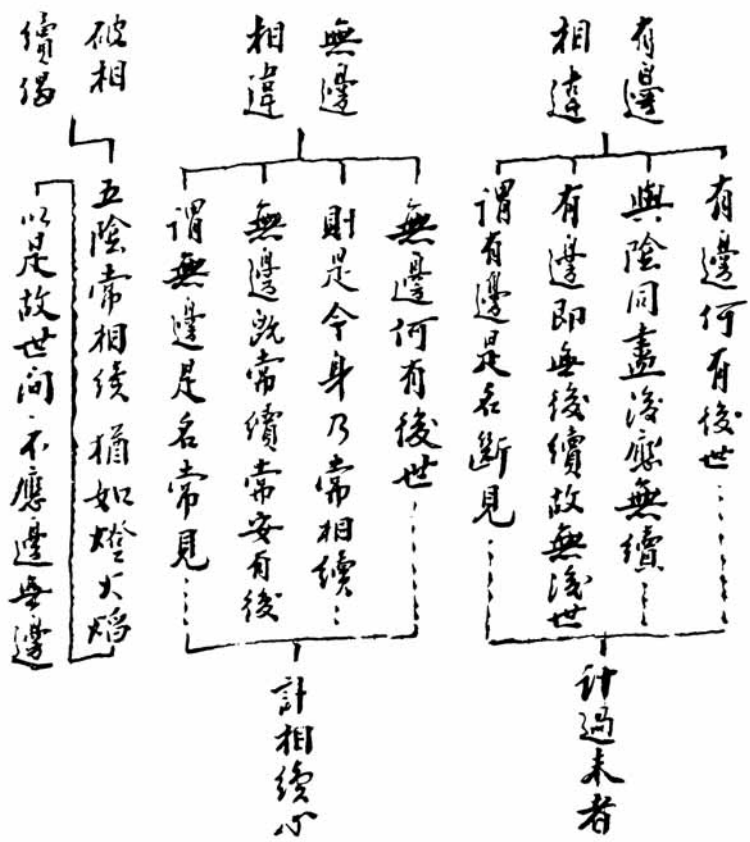 有邊
相違
有邊何有後世
與陰同盡後應無續
有邊即無後續故無後世
謂有邊是名斷見
計過未者
無邊
相違
無邊何有後世
則是今身乃常相續
無邊既常續常安有後
謂無邊是名常見
計相續心
破相
續偈
五陰常相續 猶如燈火焰
以是故世間 不應邊無邊